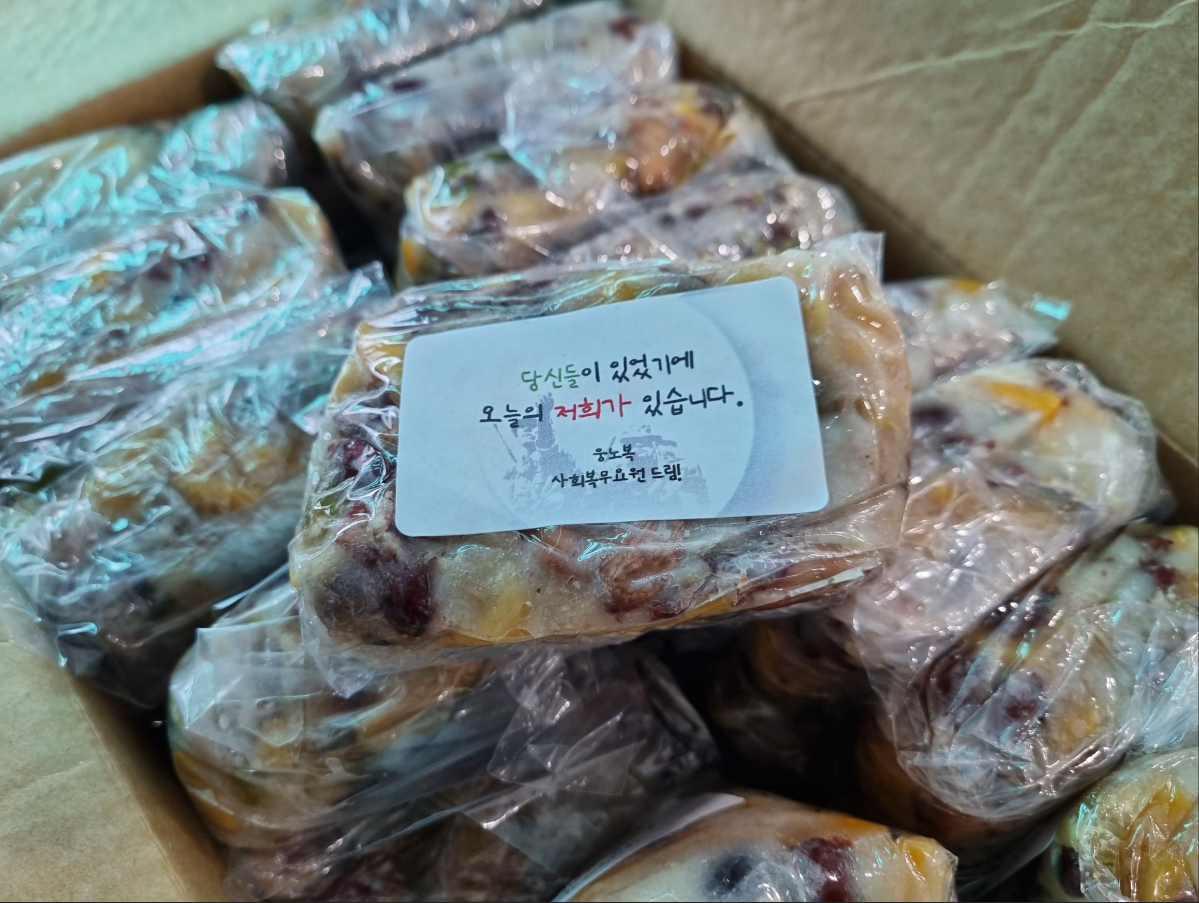 당신들이 있었기에
오늘의 저희가 있습니다.
웅노복
사회복무요원 드림!